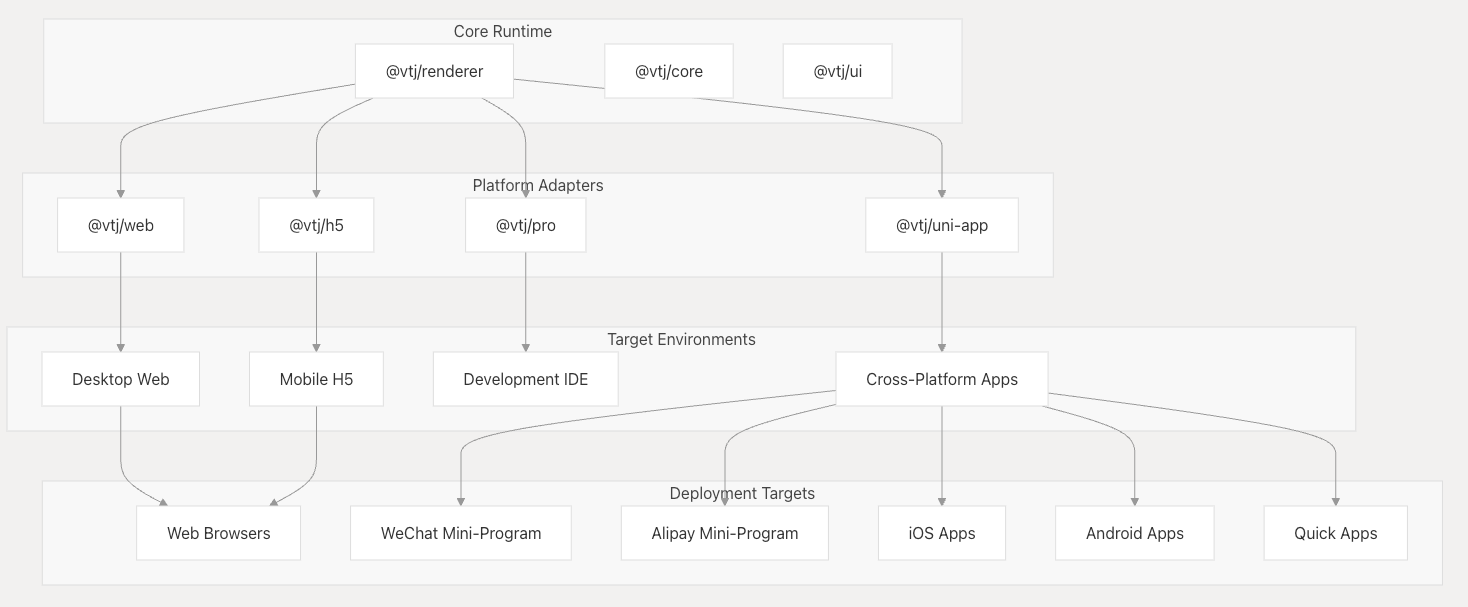 Core Runtime
@vtj/renderer
@vtj/core
@vtj/ui
Platform Adapters
@vtj/web
@vtj/h5
@vtj/pro
@vtj/uni-app
Target Environments
Desktop Web
Mobile H5
Development IDE
Cross-Platform Apps
Deployment Targets
Web Browsers
WeChat Mini-Program
Alipay Mini-Program
iOS Apps
Android Apps
Quick Apps